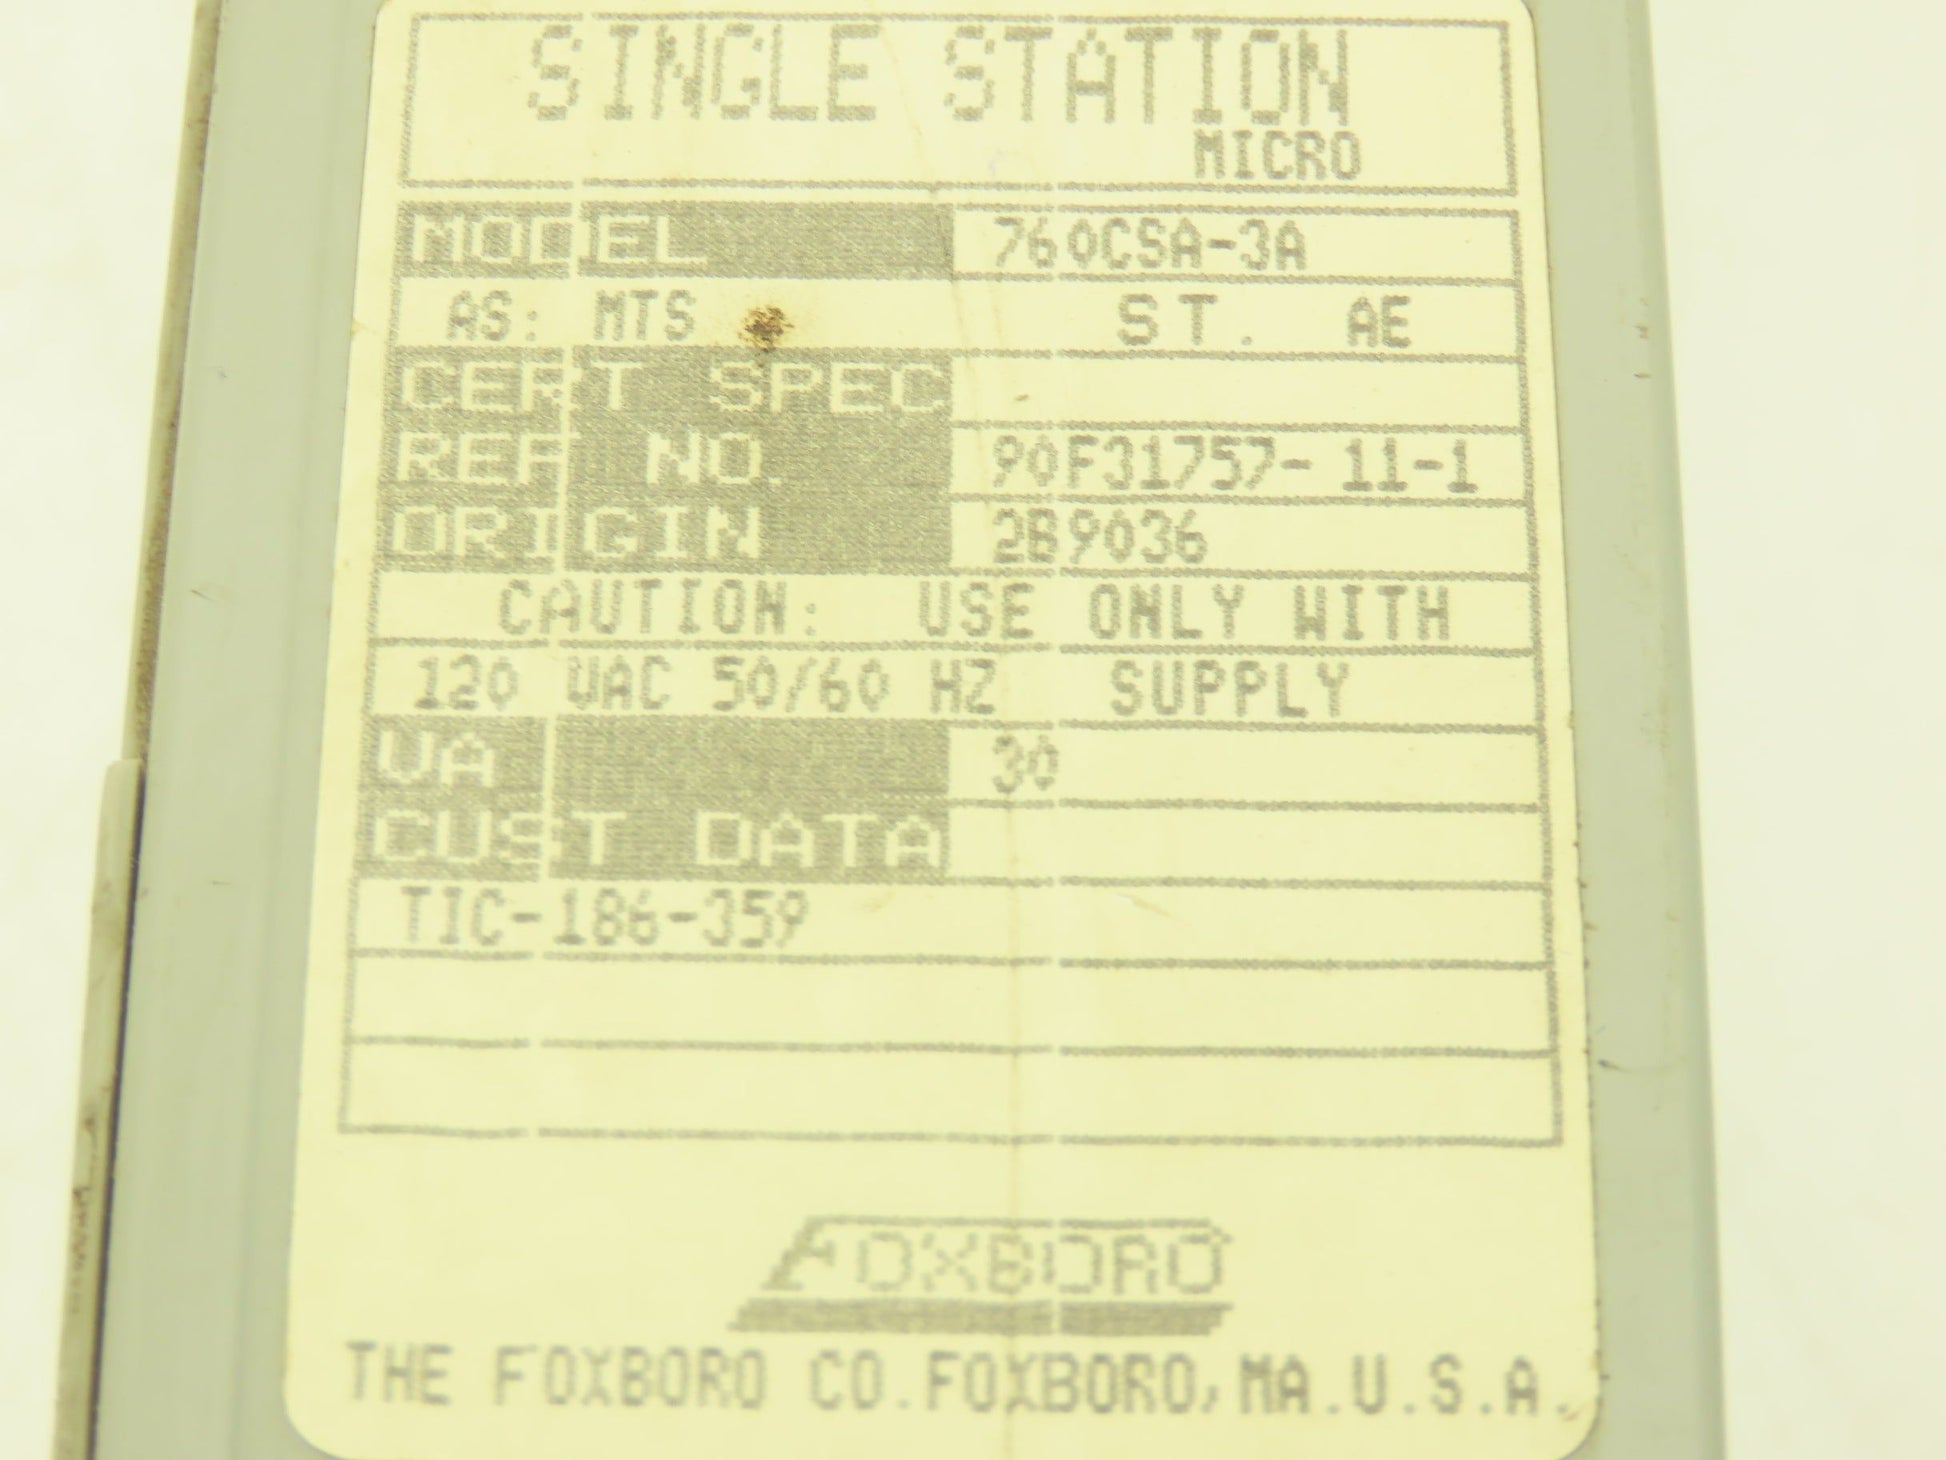 SINGLE STATION
MICRO
MODEL 760CSA-3A
AS: MTS ST. AE
CERT SPEC
REF NO. 90F31757-11-1
ORIGIN 2B9036
CAUTION: USE ONLY WITH
120 VAC 50/60 HZ SUPPLY
VA 30
CUST DATA
TIC-186-359
FOXBORO
THE FOXBORO CO. FOXBORO, MA. U.S.A.